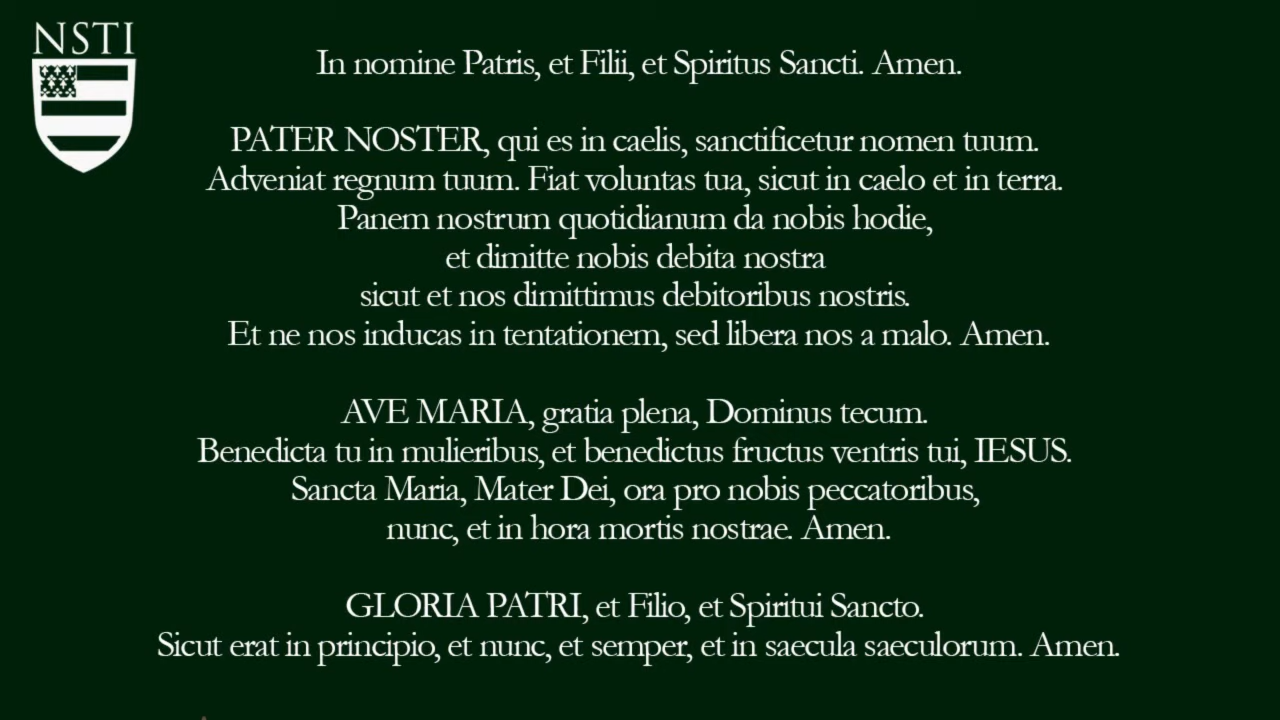 NSTI
In nomine Patris, et Filii, et Spiritus Sancti. Amen.
PATER NOSTER, qui es in caelis, sanctificetur nomen tuum.
Adveniat regnum tuum. Fiat voluntas tua, sicut in caelo et in terra.
Panem nostrum quotidianum da nobis hodie,
et dimitte nobis debita nostra
sicut et nos dimittimus debitoribus nostris.
Et ne nos inducas in tentationem, sed libera nos a malo. Amen.
AVE MARIA, gratia plena, Dominus tecum.
Benedicta tu in mulieribus, et benedictus fructus ventris tui, IESUS.
Sancta Maria, Mater Dei, ora pro nobis peccatoribus,
nunc, et in hora mortis nostrae. Amen.
GLORIA PATRI, et Filio, et Spiritui Sancto.
Sicut erat in principio, et nunc, et semper, et in saecula saeculorum. Amen.